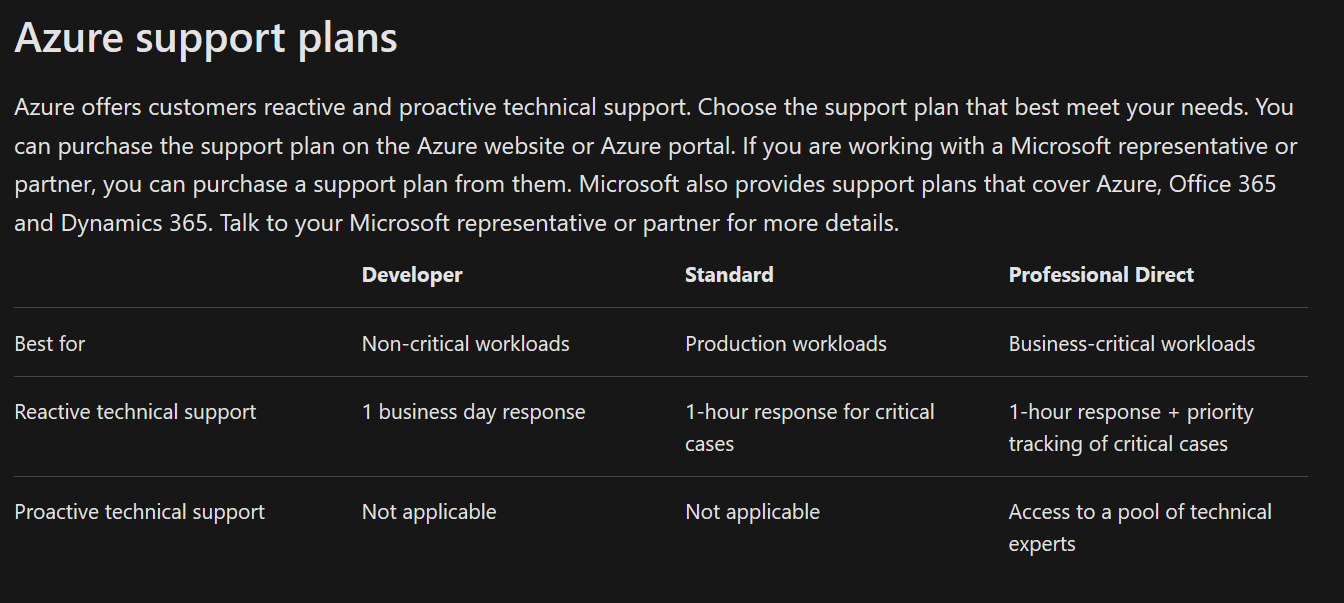 Azure support plans
Azure offers customers reactive and proactive technical support. Choose the support plan that best meet your needs. You
can purchase the support plan on the Azure website or Azure portal. If you are working with a Microsoft representative or
partner, you can purchase a support plan from them. Microsoft also provides support plans that cover Azure, Office 365
and Dynamics 365. Talk to your Microsoft representative or partner for more details.
Developer Standard Professional Direct
Best for Non-critical workloads Production workloads Business-critical workloads
Reactive technical support 1 business day response 1-hour response for critical 1-hour response + priority
cases tracking of critical cases
Proactive technical support Not applicable Not applicable Access to a pool of technical
experts